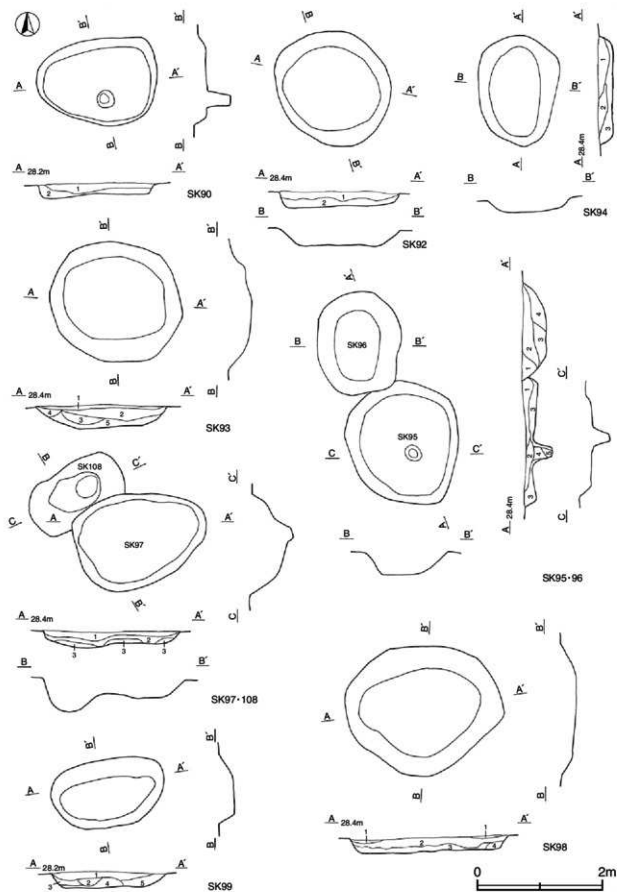 B B'
A A'
B B'
A 28.2m A'
1
2
SK90
B
A A'
B'
A 28.4m A'
1
2
B B'
SK92
A'
B B'
A
B B'
SK94
A'
1
2
3
A 28.4m
B' B'
A A'
B B
A 28.4m A'
1
4 3 5 2
SK93
A'
B SK96 B'
SK95
C C'
A
B B'
A'
4
3
2
1
C'
1
3
2 4 5
3
A 28.4m
C
SK95・96
B
SK108
C'
C A
SK97
A'
B'
C'
C
A 28.4m A'
1 2
3 3 3
B B'
SK97・108
B' B'
A A'
B B
A 28.2m A'
1
3 2 4 5
SK99
B' B'
A A'
B B
A 28.4m A'
1 1
2 3 4
SK98
0 2m